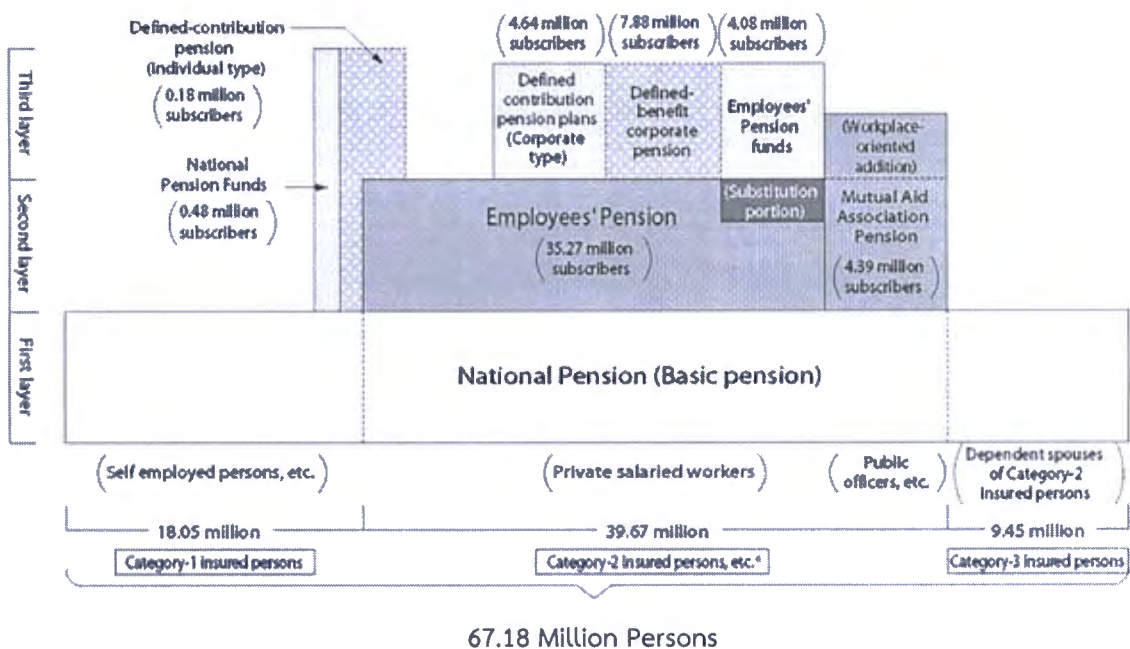 Defined-contribution
pension
(Individual type)
(0.18 million
subscribers)
National
Pension Funds
(0.48 million
subscribers)
(4.64 million
subscribers)
(7.88 million
subscribers)
(4.08 million
subscribers)
Defined
contribution
pension plans
(Corporate
type)
Defined-
benefit
corporate
pension
Employees'
Pension
funds
(Workplace-
oriented
addition)
Third layer
Second layer
First layer
Employees' Pension
(35.27 million
subscribers)
(Substitution
portion)
Mutual Aid
Association
Pension
(4.39 million
subscribers)
National Pension (Basic pension)
(Self employed persons, etc.)
(Private salaried workers)
(Public
officers, etc.)
(Dependent spouses
of Category-2
Insured persons)
18.05 million
39.67 million
9.45 million
Category-1 Insured persons
Category-2 Insured persons, etc.*
Category-3 Insured persons
67.18 Million Persons